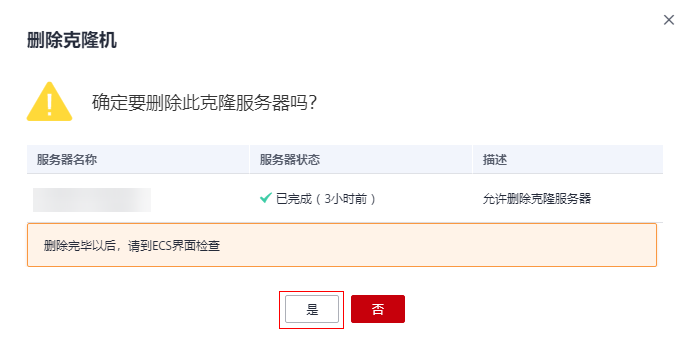 删除克隆机
确定要删除此克隆服务器吗?
服务器名称 服务器状态 描述
已完成（3小时前） 允许删除克隆服务器
删除完毕以后，请到ECS界面检查
是 否